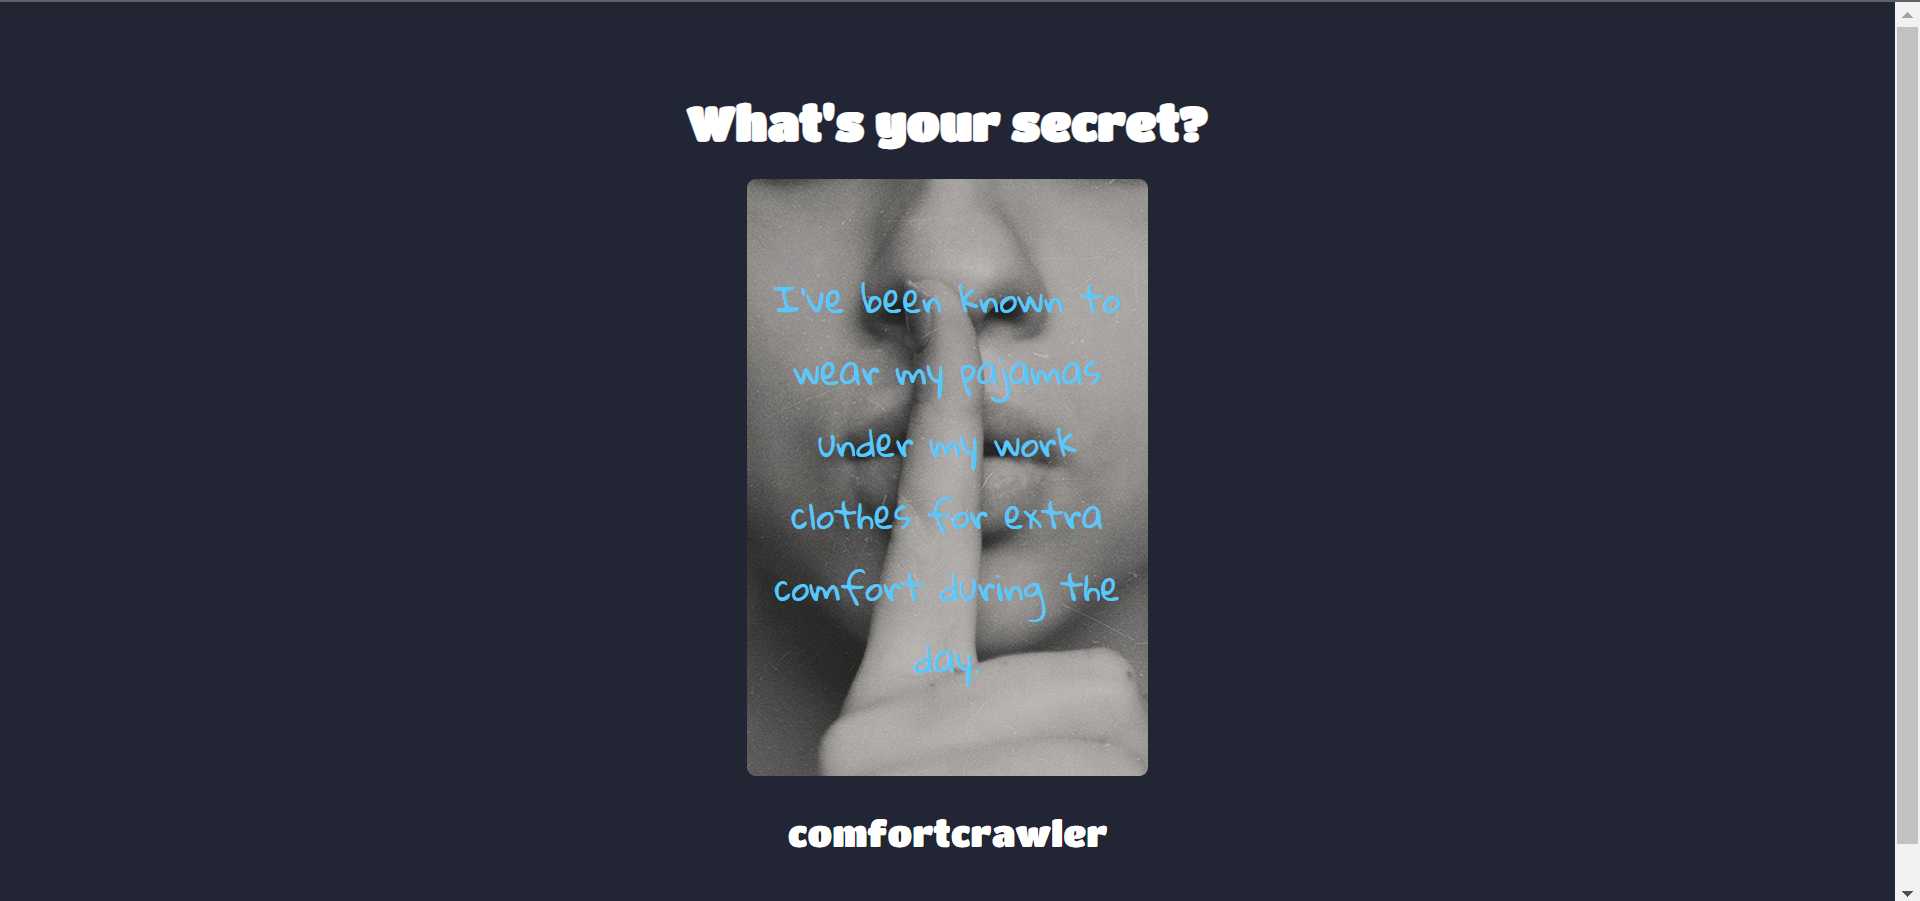 What's your secret?
I've been known to
wear my pajamas
under my work
clothes for extra
comfort during the
day.
comfortcrawler